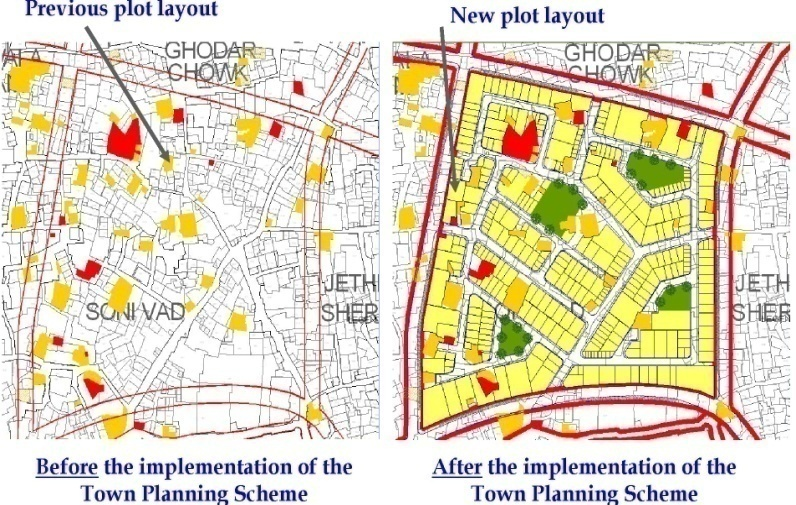 Previous plot layout
New plot layout
GHODAR
CHOWK
GHODAR
CHOWK
SONI VAD
JETHI
SHER
JETH
SHER
Before the implementation of the
Town Planning Scheme
After the implementation of the
Town Planning Scheme